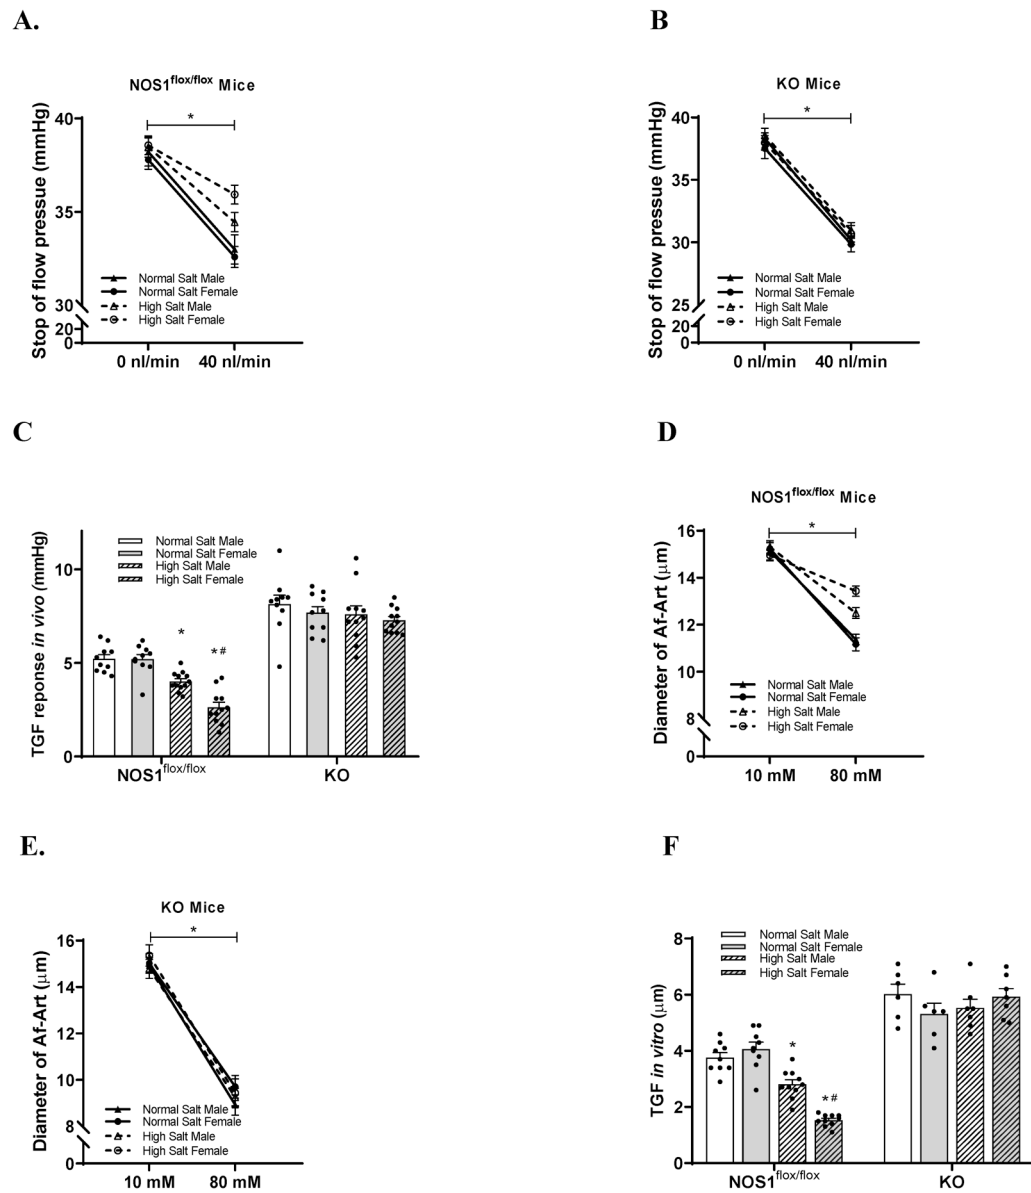 A.
NOS1flox/flox Mice
*
Stop of flow pressue (mmHg)
40
35
30
20
0
Normal Salt Male
Normal Salt Female
High Salt Male
High Salt Female
0 nl/min 40 nl/min
B
KO Mice
*
Stop of flow pressue (mmHg)
40
35
30
25
20
0
Normal Salt Male
Normal Salt Female
High Salt Male
High Salt Female
0 nl/min 40 nl/min
C
TGF reponse in vivo (mmHg)
10
5
0
Normal Salt Male
Normal Salt Female
High Salt Male
High Salt Female
*
*#
NOS1flox/flox KO
D
NOS1flox/flox Mice
*
Diameter of Af-Art (μm)
16
14
12
10
8
0
Normal Salt Male
Normal Salt Female
High Salt Male
High Salt Female
10 mM 80 mM
E.
KO Mice
*
Diameter of Af-Art (μm)
16
14
12
10
8
0
Normal Salt Male
Normal Salt Female
High Salt Male
High Salt Female
10 mM 80 mM
F
TGF in vitro (μm)
8
6
4
2
0
Normal Salt Male
Normal Salt Female
High Salt Male
High Salt Female
*
*#
NOS1flox/flox KO